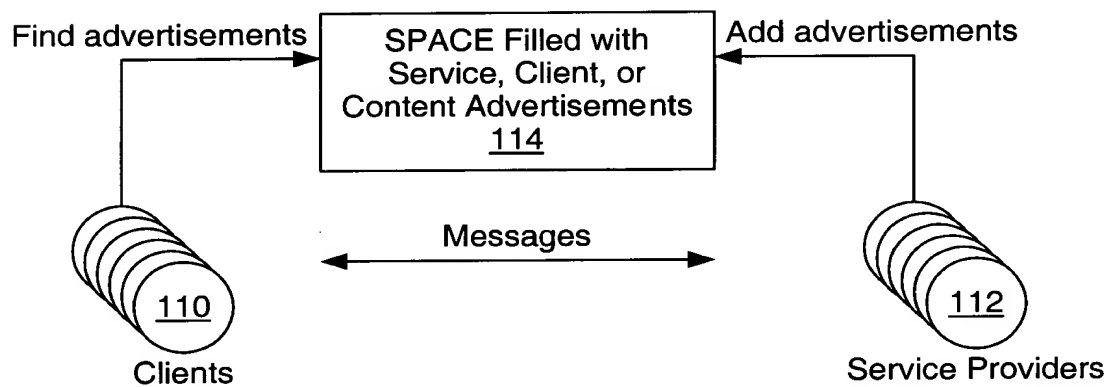 Find advertisements
SPACE Filled with
Service, Client, or
Content Advertisements
114
Add advertisements
Messages
110
Clients
112
Service Providers